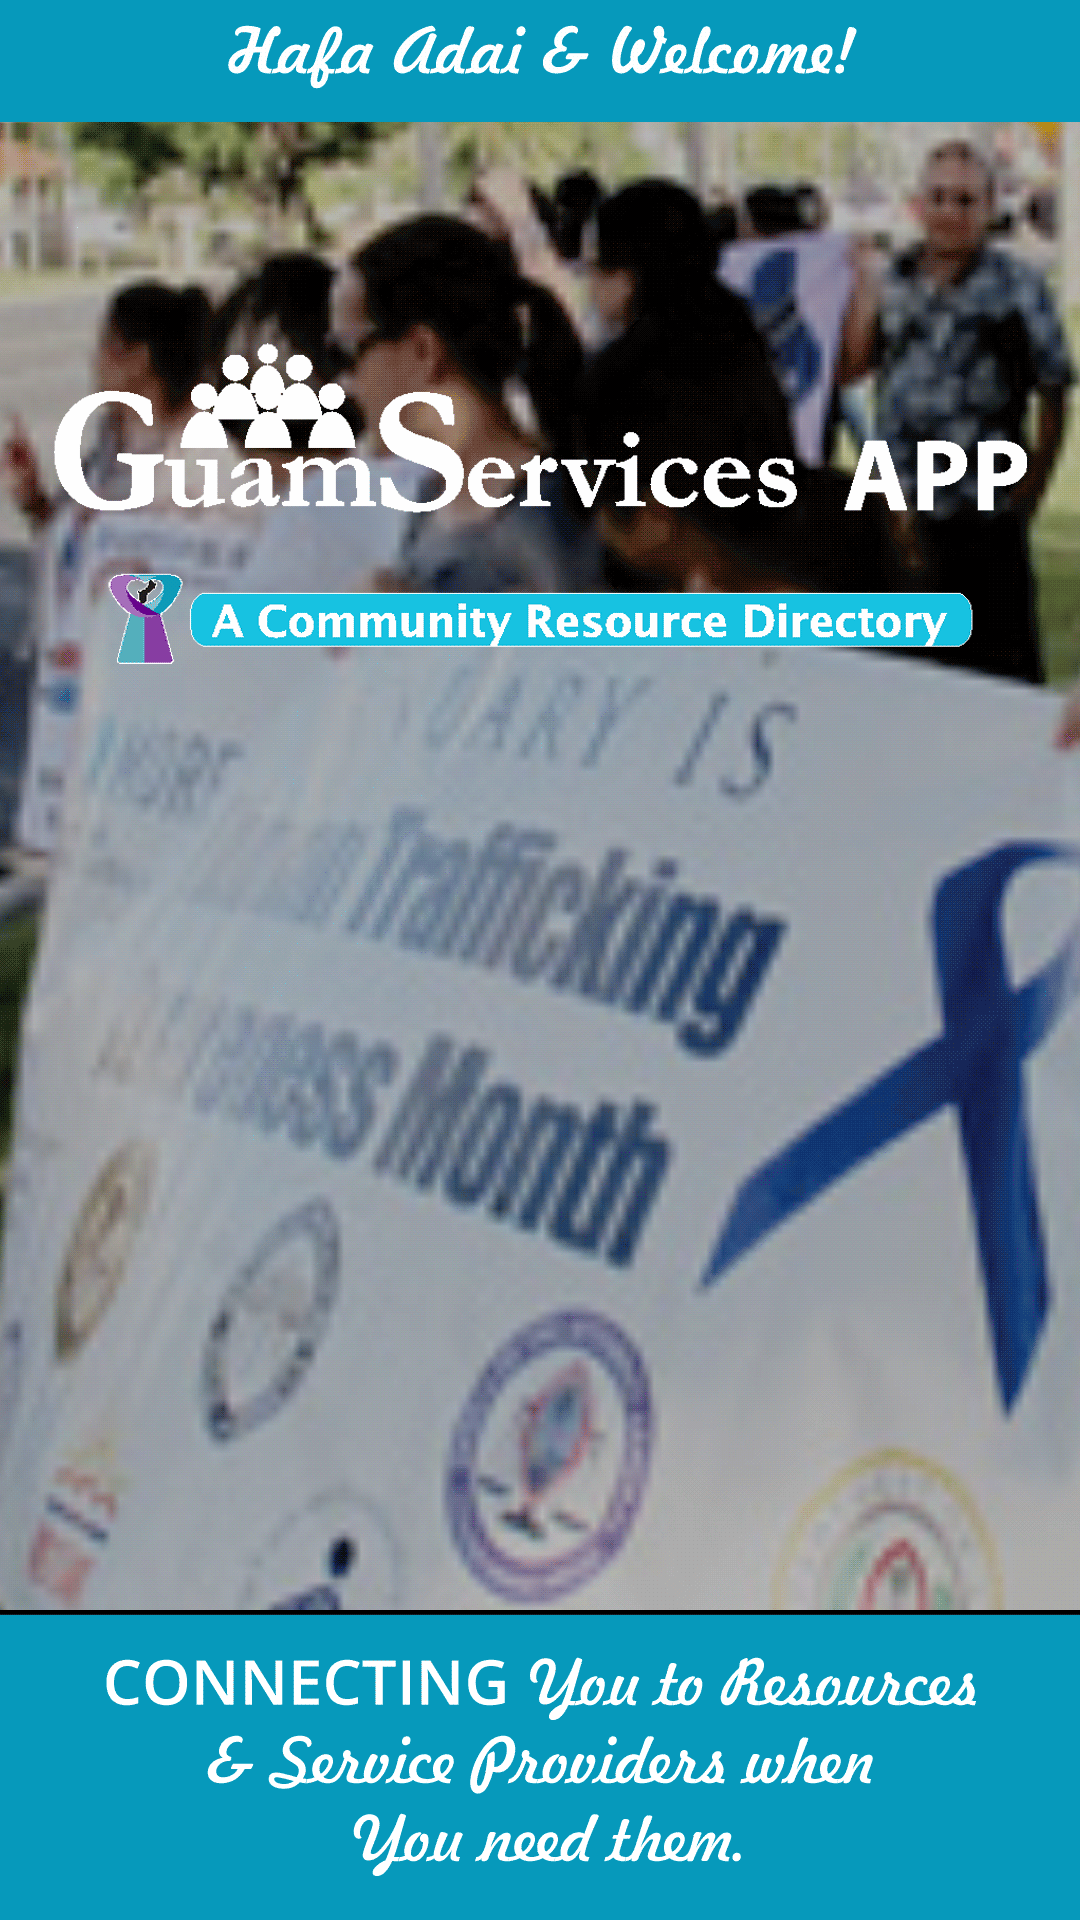 Hafa Adai & Welcome!
GuamServices APP
A Community Resource Directory
IS
Trafficking
Month
CONNECTING You to Resources
& Service Providers when
You need them.